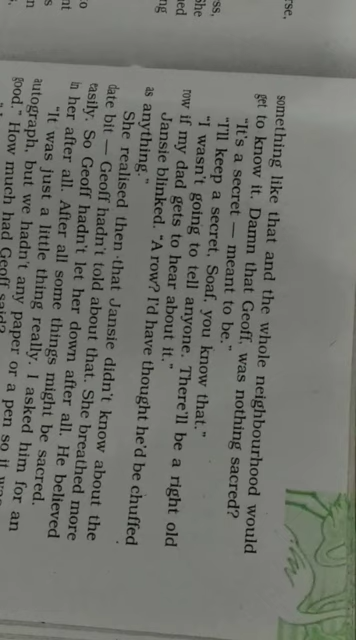 something like that and the whole neighbourhood would
get to know it. Damn that Geoff, was nothing sacred?
"It's a secret — meant to be."
"I'll keep a secret, Soaf, you know that."
"I wasn't going to tell anyone. There'll be a right old
row if my dad gets to hear about it."
Jansie blinked. "A row? I'd have thought he'd be chuffed
as anything."
She realised then that Jansie didn't know about the
date bit — Geoff hadn't told about that. She breathed more
easily. So Geoff hadn't let her down after all. He believed
in her after all. After all some things might be sacred.
"It was just a little thing really. I asked him for an
autograph, but we hadn't any paper or a pen so it was
good." How much had Geoff said?